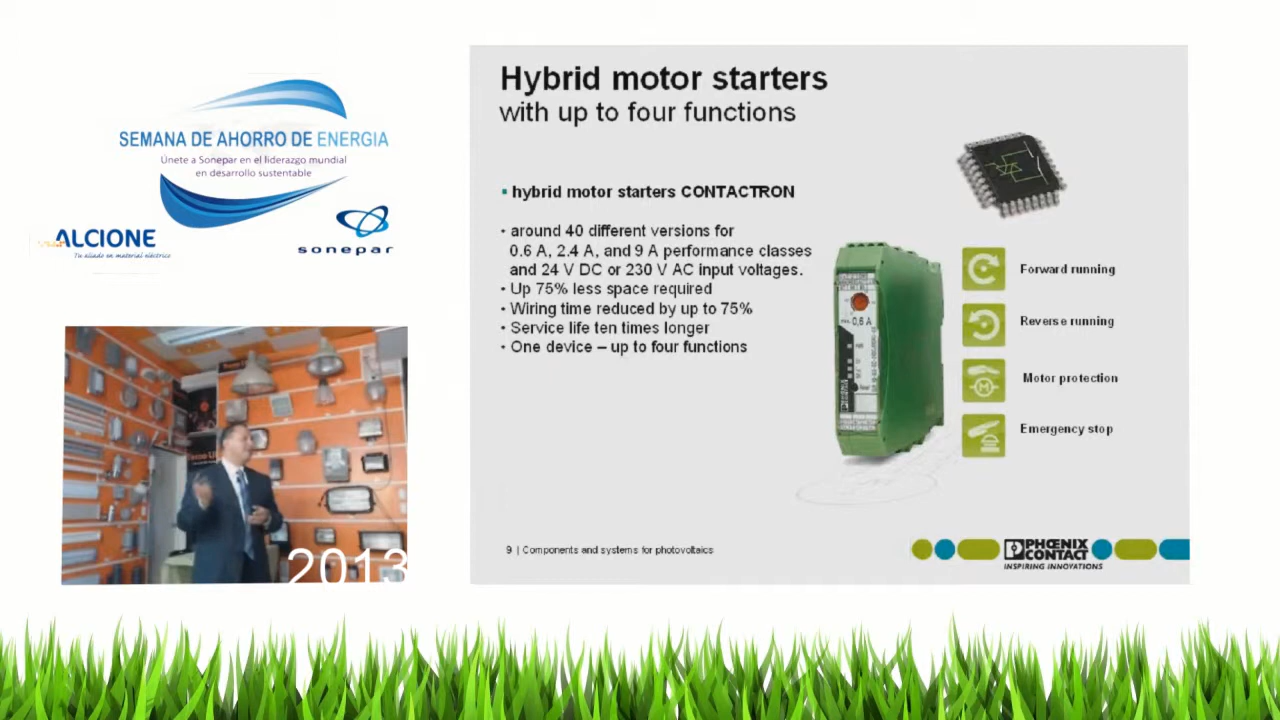 SEMANA DE AHORRO DE ENERGIA
Únete a Sonepar en el liderazgo mundial
en desarrollo sustentable
ALCIONE
Tu aliado en material eléctrico
sonepar
2013
Hybrid motor starters
with up to four functions
▪ hybrid motor starters CONTACTRON
• around 40 different versions for
0.6 A, 2.4 A, and 9 A performance classes
and 24 V DC or 230 V AC input voltages.
• Up 75% less space required
• Wiring time reduced by up to 75%
• Service life ten times longer
• One device – up to four functions
0,6 A
Forward running
Reverse running
M
Motor protection
Emergency stop
9 | Components and systems for photovoltaics
PHŒNIX
CONTACT
INSPIRING INNOVATIONS